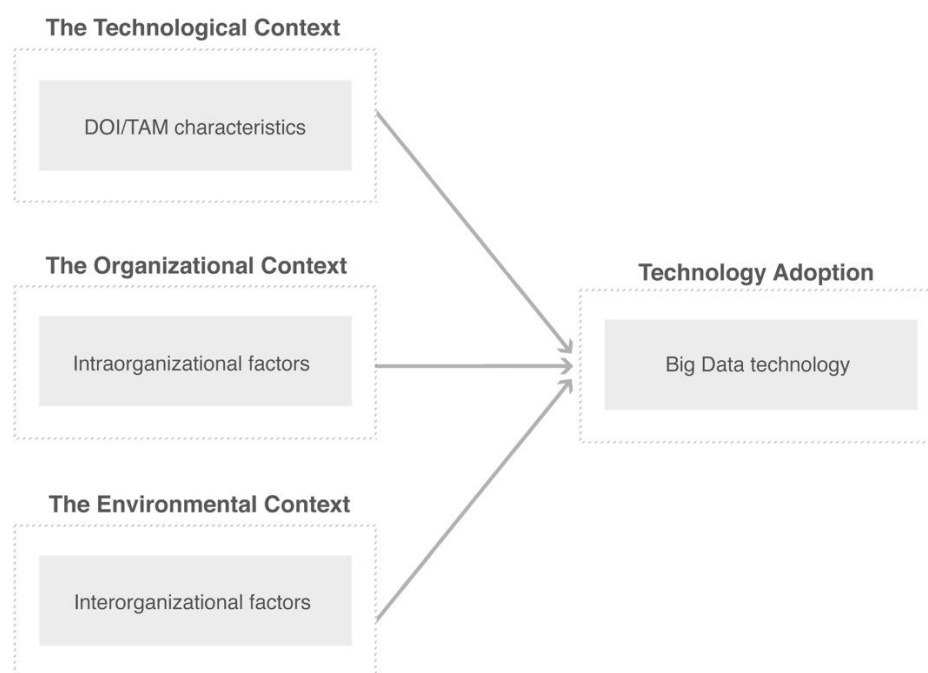 The Technological Context
DOI/TAM characteristics
The Organizational Context
Intraorganizational factors
Technology Adoption
Big Data technology
The Environmental Context
Interorganizational factors